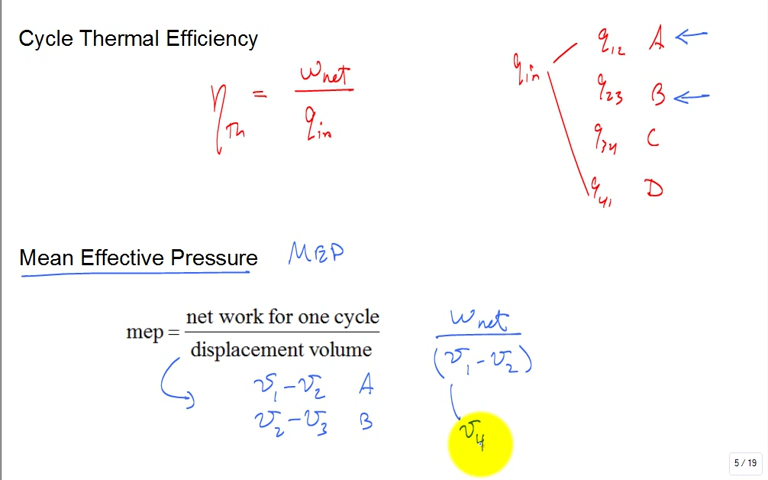 Cycle Thermal Efficiency
η_Th = w_net / q_in
q_in
q_12 A ←
q_23 B ←
q_34 C
q_41 D
Mean Effective Pressure MEP
mep = net work for one cycle / displacement volume
w_net / (v_1 - v_2)
v_1 - v_2 A
v_2 - v_3 B
v_4
5 / 19